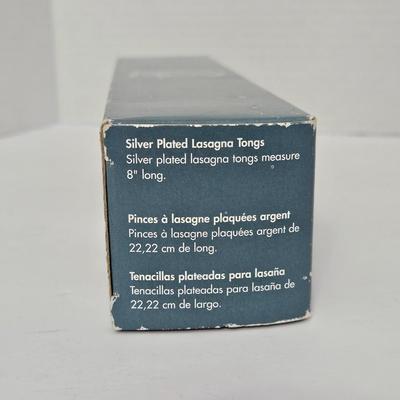 Silver Plated Lasagna Tongs
Silver plated lasagna tongs measure
8" long.
Pinces à lasagne plaquées argent
Pinces à lasagne plaquées argent de
22,22 cm de long.
Tenacillas plateadas para lasaña
Tenacillas plateadas para lasaña de
22,22 cm de largo.